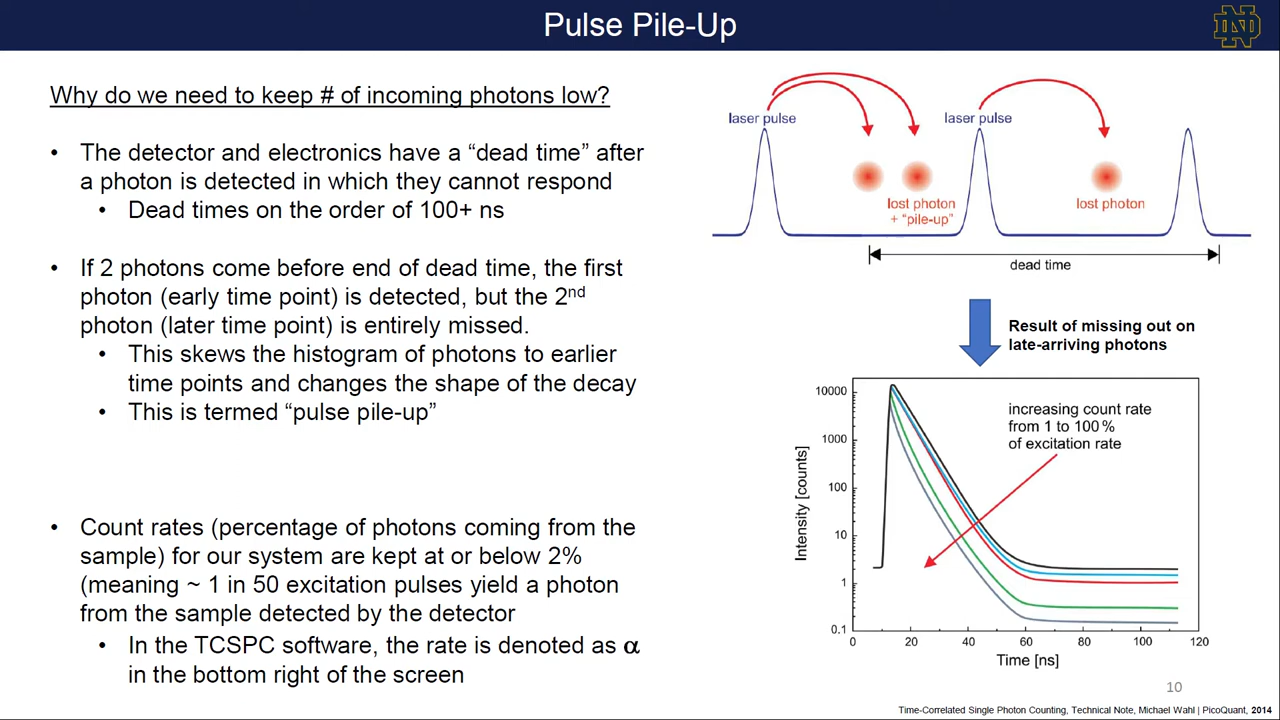 Pulse Pile-Up
ND
Why do we need to keep # of incoming photons low?
• The detector and electronics have a “dead time” after
a photon is detected in which they cannot respond
• Dead times on the order of 100+ ns
• If 2 photons come before end of dead time, the first
photon (early time point) is detected, but the 2nd
photon (later time point) is entirely missed.
• This skews the histogram of photons to earlier
time points and changes the shape of the decay
• This is termed “pulse pile-up”
• Count rates (percentage of photons coming from the
sample) for our system are kept at or below 2%
(meaning ~ 1 in 50 excitation pulses yield a photon
from the sample detected by the detector
• In the TCSPC software, the rate is denoted as α
in the bottom right of the screen
laser pulse
laser pulse
lost photon
+ “pile-up”
lost photon
dead time
Result of missing out on
late-arriving photons
increasing count rate
from 1 to 100 %
of excitation rate
Intensity [counts]
10000
1000
100
10
1
0.1
0 20 40 60 80 100 120
Time [ns]
10
Time-Correlated Single Photon Counting, Technical Note, Michael Wahl | PicoQuant, 2014